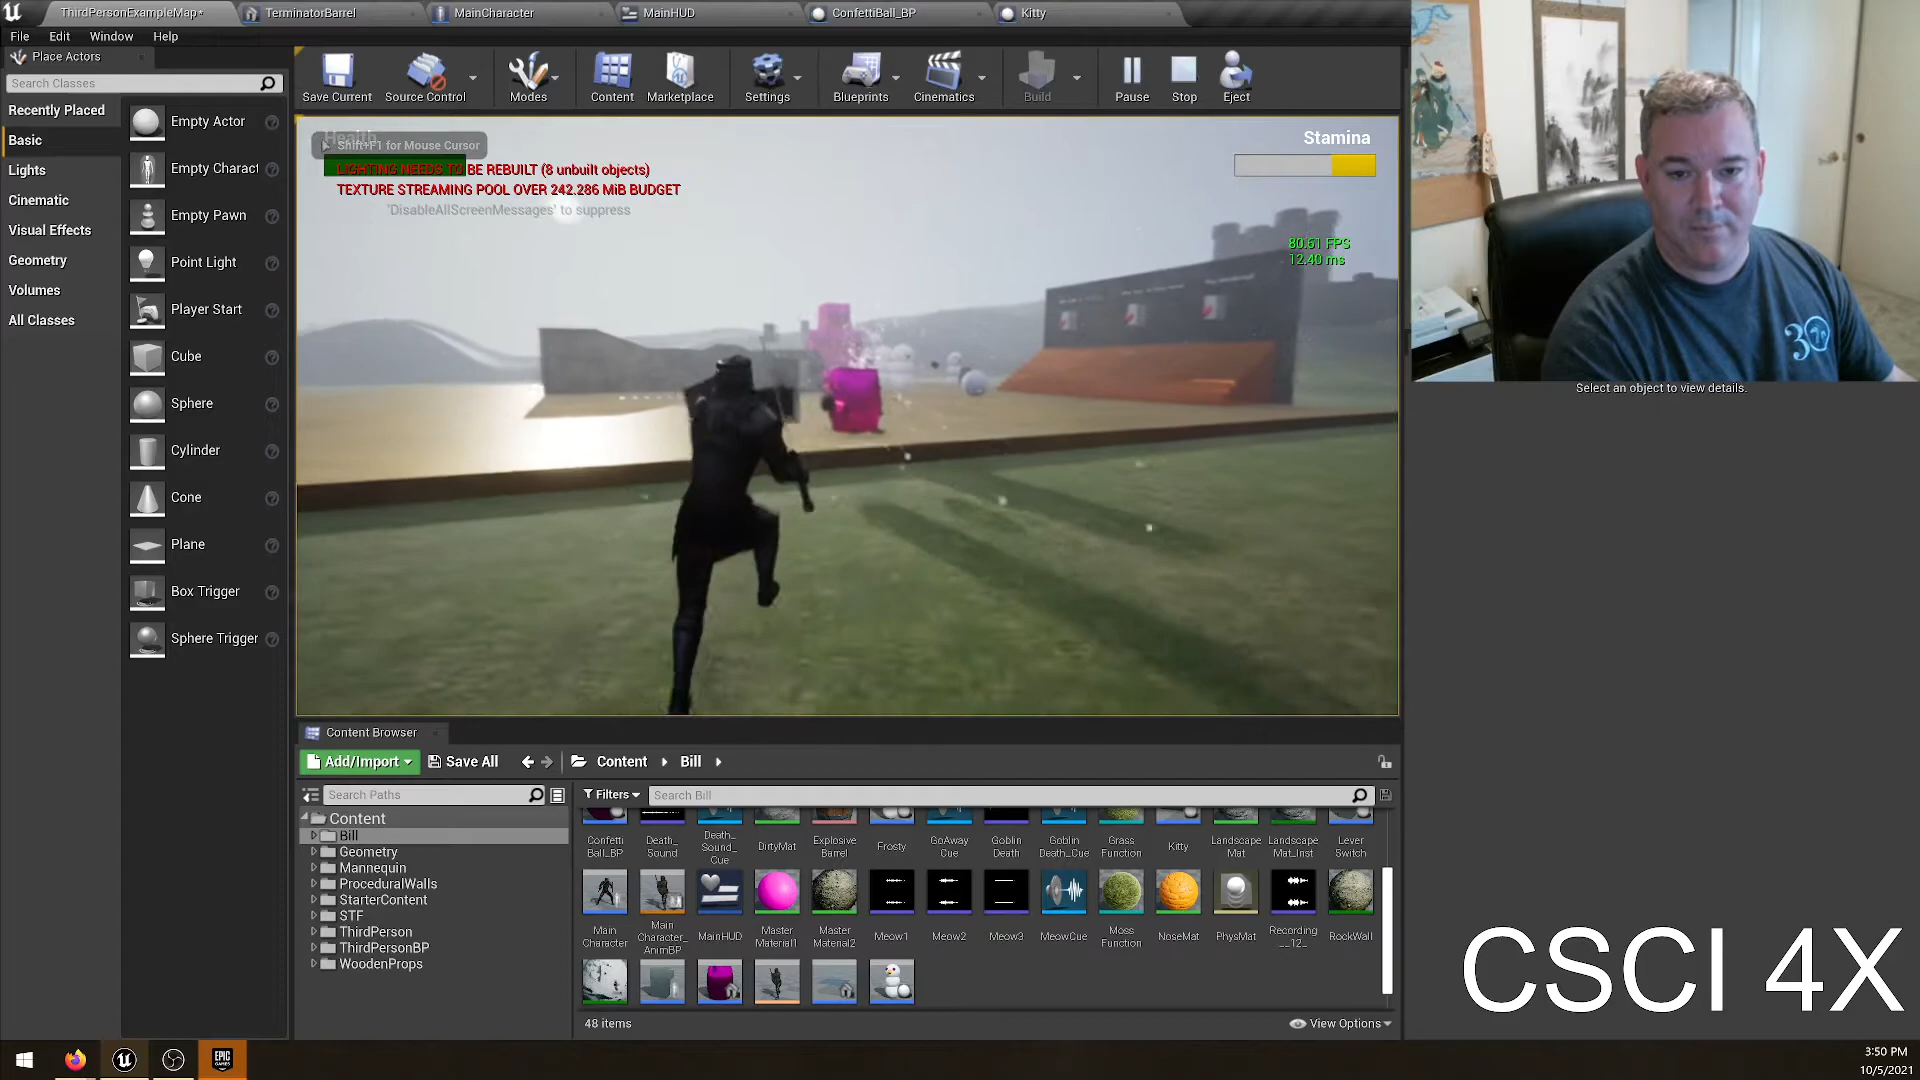 ThirdPersonExampleMap*
TerminatorBarrel
MainCharacter
MainHUD
ConfettiBall_BP
Kitty
File Edit Window Help
Place Actors
Search Classes
Recently Placed
Basic
Lights
Cinematic
Visual Effects
Geometry
Volumes
All Classes
Empty Actor
Empty Charact
Empty Pawn
Point Light
Player Start
Cube
Sphere
Cylinder
Cone
Plane
Box Trigger
Sphere Trigger
Save Current
Source Control
Modes
Content
Marketplace
Settings
Blueprints
Cinematics
Build
Pause
Stop
Eject
Health
Shift+F1 for Mouse Cursor
LIGHTING NEEDS TO BE REBUILT (8 unbuilt objects)
TEXTURE STREAMING POOL OVER 242.286 MiB BUDGET
'DisableAllScreenMessages' to suppress
Stamina
80.61 FPS
12.40 ms
Select an object to view details.
Content Browser
Add/Import
Save All
Content
Bill
Search Paths
Content
Bill
Geometry
Mannequin
ProceduralWalls
StarterContent
STF
ThirdPerson
ThirdPersonBP
WoodenProps
Filters
Search Bill
Confetti
Ball_BP
Death_
Sound
Death_
Sound_
Cue
DirtyMat
Explosive
Barrel
Frosty
GoAway
Cue
Goblin
Death
Goblin
Death_Cue
Grass
Function
Kitty
Landscape
Mat
Landscape
Mat_Inst
Lever
Switch
Main
Character
Main
Character_
AnimBP
MainHUD
Master
Material1
Master
Material2
Meow1
Meow2
Meow3
MeowCue
Moss
Function
NoseMat
PhysMat
Recording
__12_
RockWall
48 items
View Options
CSCI 4X
EPIC
GAMES
3:50 PM
10/5/2021